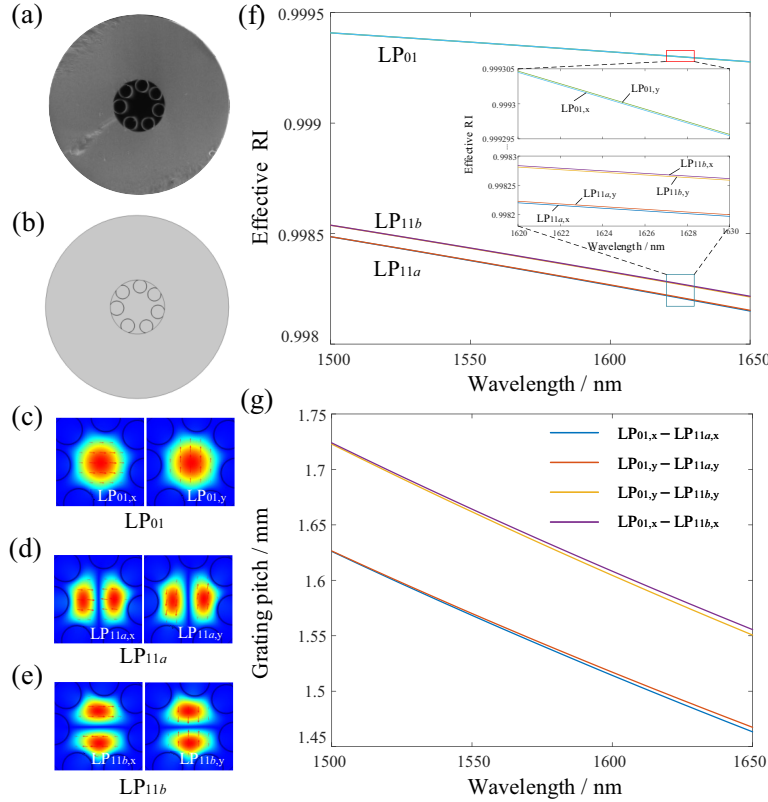 (a)
(b)
(c)
LP01,x
LP01,y
LP01
(d)
LP11a,x
LP11a,y
LP11a
(e)
LP11b,x
LP11b,y
LP11b
(f)
0.9995
0.999
0.9985
0.998
Effective RI
LP01
LP11b
LP11a
1500
1550
1600
1650
Wavelength / nm
0.999305
0.9993
0.999295
LP01,y
LP01,x
Effective RI
0.9983
0.99825
0.9982
LP11b,x
LP11b,y
LP11a,y
LP11a,x
1620
1622
1624
1626
1628
1630
Wavelength / nm
(g)
1.75
1.7
1.65
1.6
1.55
1.5
1.45
Grating pitch / mm
LP01,x – LP11a,x
LP01,y – LP11a,y
LP01,y – LP11b,y
LP01,x – LP11b,x
1500
1550
1600
1650
Wavelength / nm